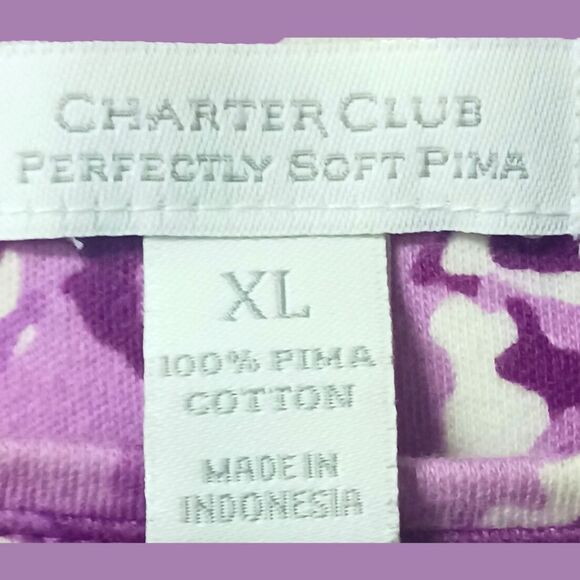 CHARTER CLUB
PERFECTLY SOFT PIMA
XL
100% PIMA
COTTON
MADE IN
INDONESIA